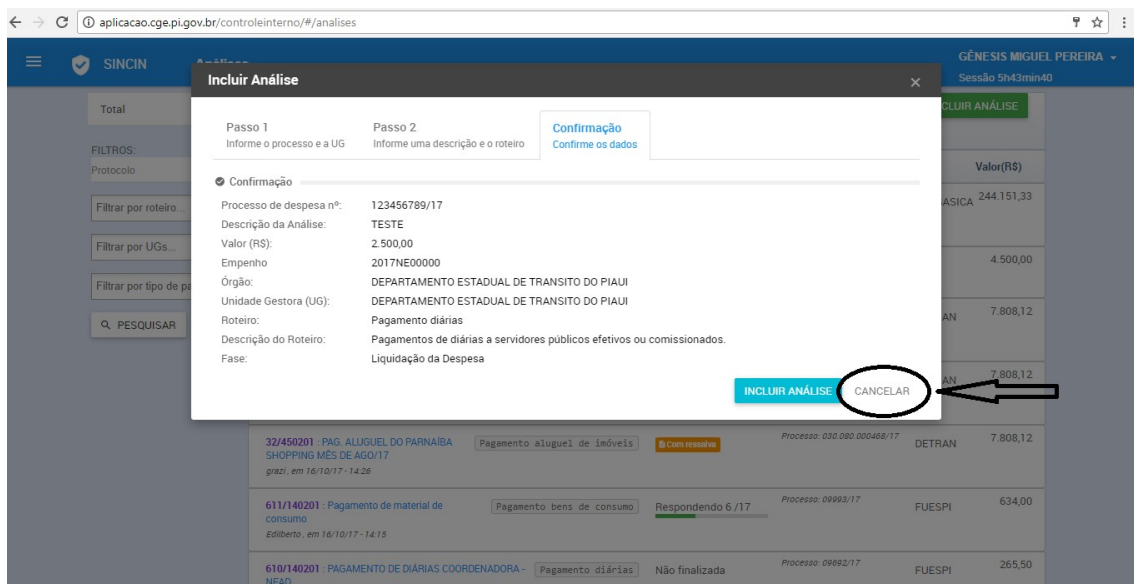 aplicacao.cge.pi.gov.br/controleinterno/#/analises
SINCIN
Análises
GÊNESIS MIGUEL PEREIRA
Sessão 5h43min40
Incluir Análise
×
Total
CLUIR ANÁLISE
Passo 1
Informe o processo e a UG
Passo 2
Informe uma descrição e o roteiro
Confirmação
Confirme os dados
FILTROS:
Protocolo
Filtrar por roteiro...
Filtrar por UGs...
Filtrar por tipo de pa
PESQUISAR
Confirmação
Processo de despesa nº: 123456789/17
Descrição da Análise: TESTE
Valor (R$): 2.500,00
Empenho 2017NE00000
Órgão: DEPARTAMENTO ESTADUAL DE TRANSITO DO PIAUI
Unidade Gestora (UG): DEPARTAMENTO ESTADUAL DE TRANSITO DO PIAUI
Roteiro: Pagamento diárias
Descrição do Roteiro: Pagamentos de diárias a servidores públicos efetivos ou comissionados.
Fase: Liquidação da Despesa
INCLUIR ANÁLISE CANCELAR
Valor(R$)
ASICA 244.151,33
4.500,00
AN 7.808,12
AN 7.808,12
32/450201 : PAG. ALUGUEL DO PARNAÍBA
SHOPPING MÊS DE AGO/17
grazi, em 16/10/17 - 14:26
Pagamento aluguel de imóveis
Com ressalva
Processo: 030.080.000468/17
DETRAN
7.808,12
611/140201 : Pagamento de material de
consumo
Edilberto , em 16/10/17 - 14:15
Pagamento bens de consumo
Respondendo 6 /17
Processo: 09993/17
FUESPI
634,00
610/140201 : PAGAMENTO DE DIÁRIAS COORDENADORA -
NEAD
Pagamento diárias
Não finalizada
Processo: 09692/17
FUESPI
265,50